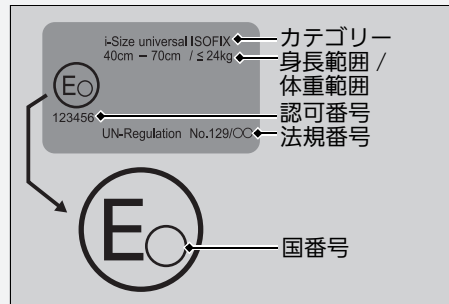 i-Size universal ISOFIX
カテゴリー
40cm – 70cm / ≤ 24kg
身長範囲 /
体重範囲
E○
123456
認可番号
UN-Regulation No.129/○○
法規番号
E○
国番号